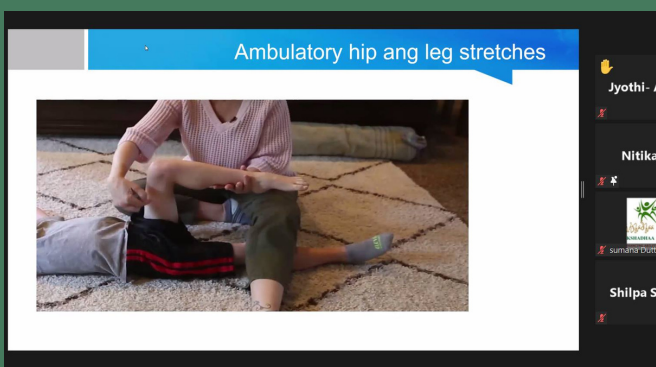 Ambulatory hip ang leg stretches
Jyothi- A
Nitika
sumana Dutt
Shilpa S